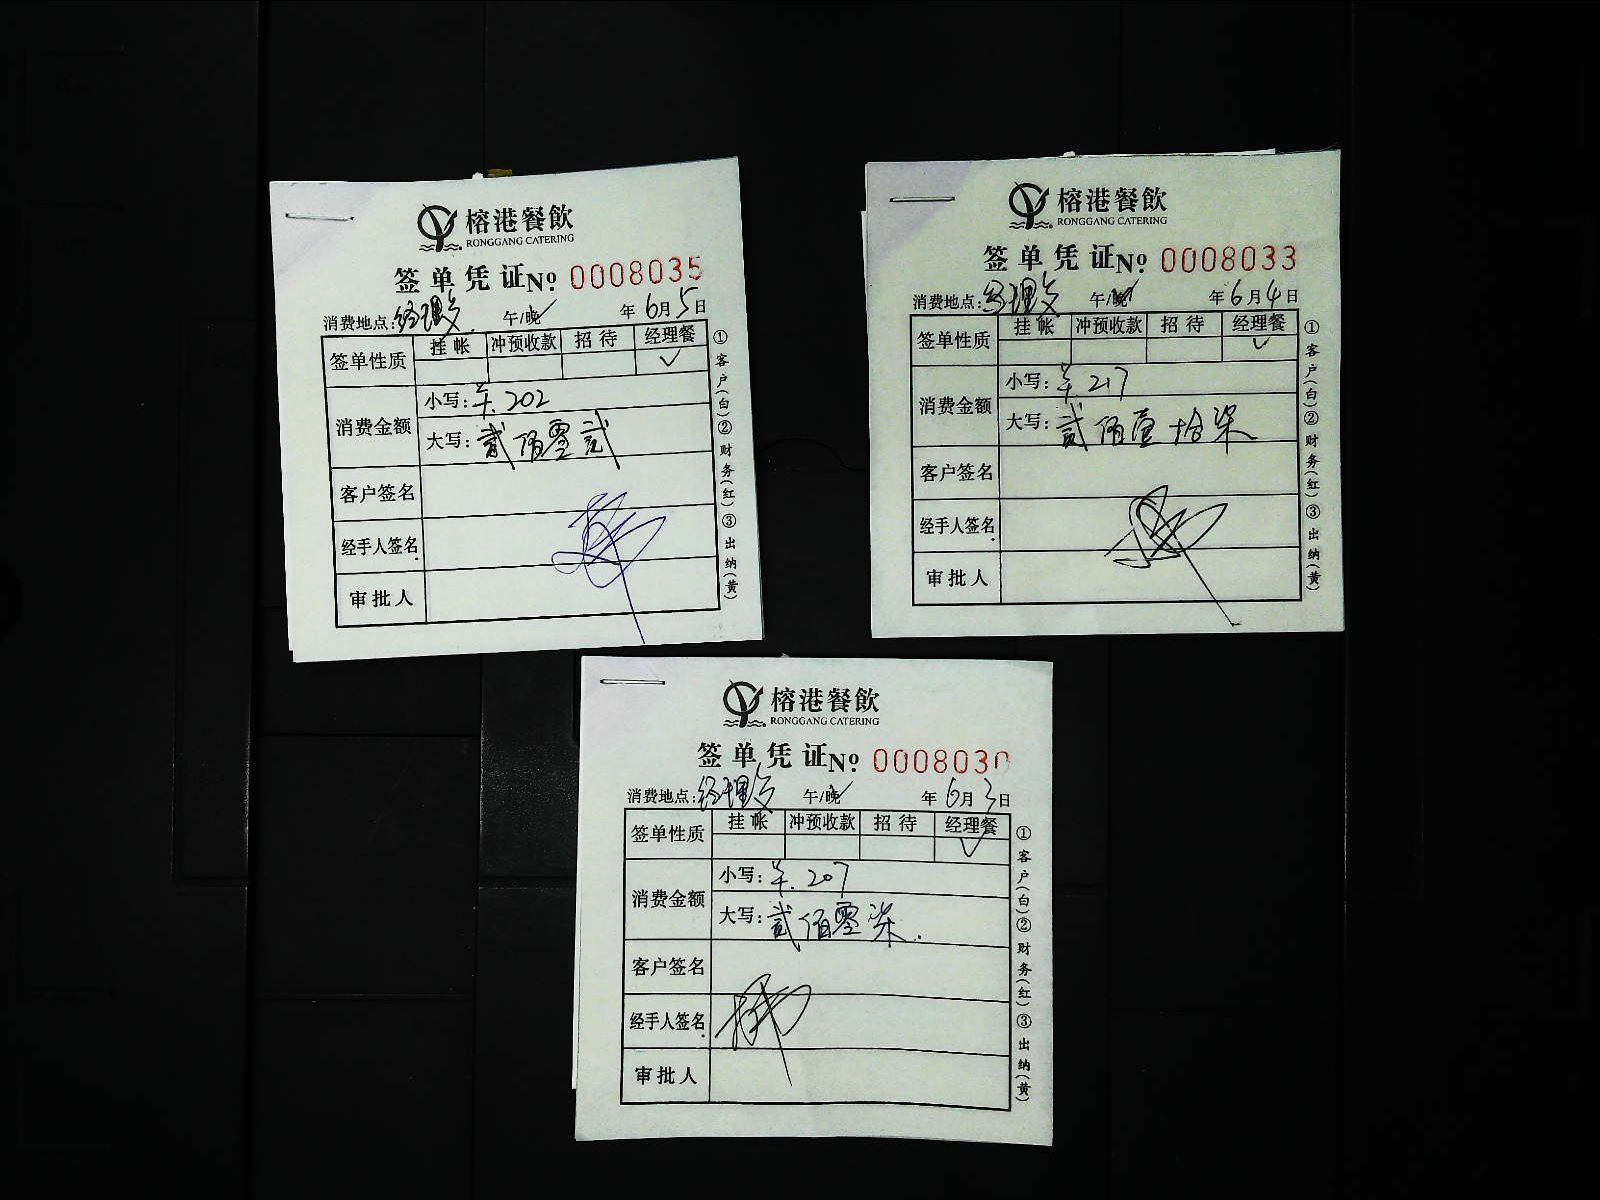 榕港餐飲
RONGGANG CATERING
签单凭证 No 0008035
消费地点: 经理 午/晚 年 6月 5日
签单性质 挂帐 冲预收款 招待 经理餐
✓
消费金额 小写: 羊. 202
大写: 贰佰零贰
客户签名
经手人签名
审批人
①客户(白)②财务(红)③出纳(黄)
榕港餐飲
RONGGANG CATERING
签单凭证 No 0008033
消费地点: 经理 午/晚 年 6月 4日
签单性质 挂帐 冲预收款 招待 经理餐
✓
消费金额 小写: 羊. 217
大写: 贰佰壹拾柒
客户签名
经手人签名
审批人
①客户(白)②财务(红)③出纳(黄)
榕港餐飲
RONGGANG CATERING
签单凭证 No 0008030
消费地点: 经理 午/晚 年 6月 3日
签单性质 挂帐 冲预收款 招待 经理餐
✓
消费金额 小写: 羊. 207
大写: 贰佰零柒.
客户签名
经手人签名
审批人
①客户(白)②财务(红)③出纳(黄)